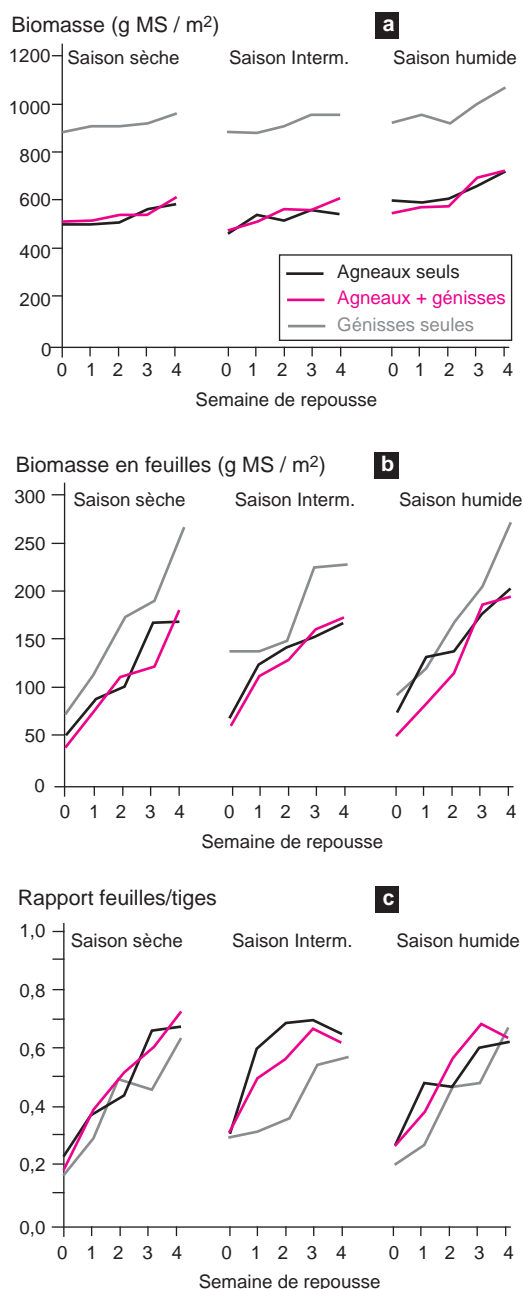 Biomasse (g MS / m²) a
Saison sèche Saison Interm. Saison humide
1200
1000
800
600
400
200
0
Agneaux seuls
Agneaux + génisses
Génisses seules
0 1 2 3 4 0 1 2 3 4 0 1 2 3 4
Semaine de repousse
Biomasse en feuilles (g MS / m²) b
Saison sèche Saison Interm. Saison humide
300
250
200
150
100
50
0
0 1 2 3 4 0 1 2 3 4 0 1 2 3 4
Semaine de repousse
Rapport feuilles/tiges c
Saison sèche Saison Interm. Saison humide
1,0
0,8
0,6
0,4
0,2
0,0
0 1 2 3 4 0 1 2 3 4 0 1 2 3 4
Semaine de repousse